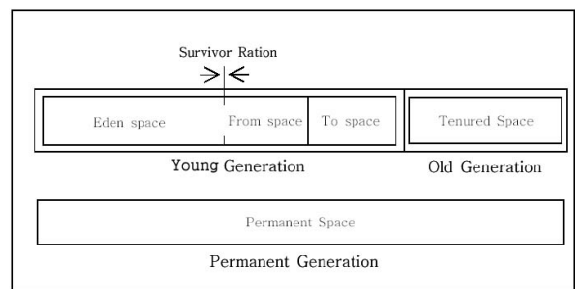 Survivor Ration
Eden space From space To space Tenured Space
Young Generation Old Generation
Permanent Space
Permanent Generation